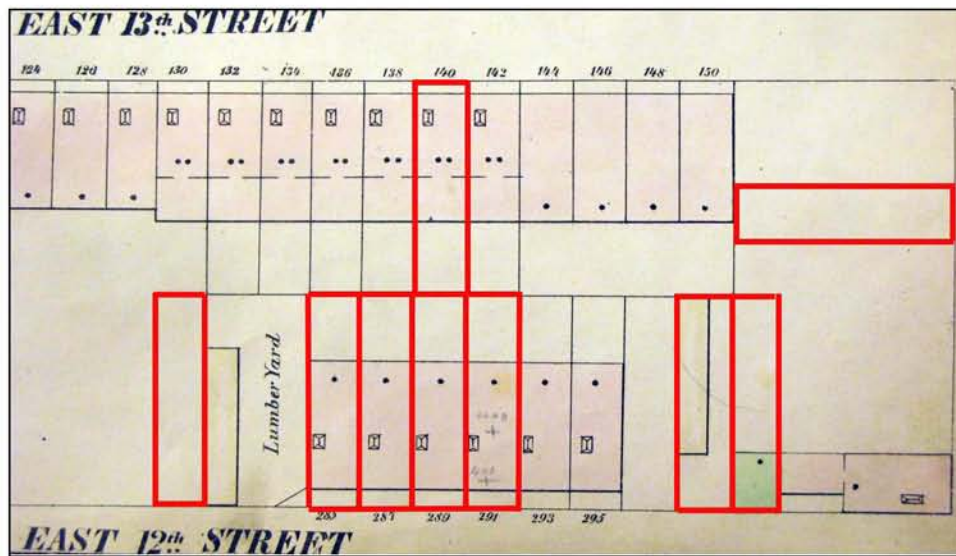 EAST 13th STREET
124 126 128 130 132 134 136 138 140 142 144 146 148 150
Lumber Yard
285 287 289 291 293 295
EAST 12th STREET